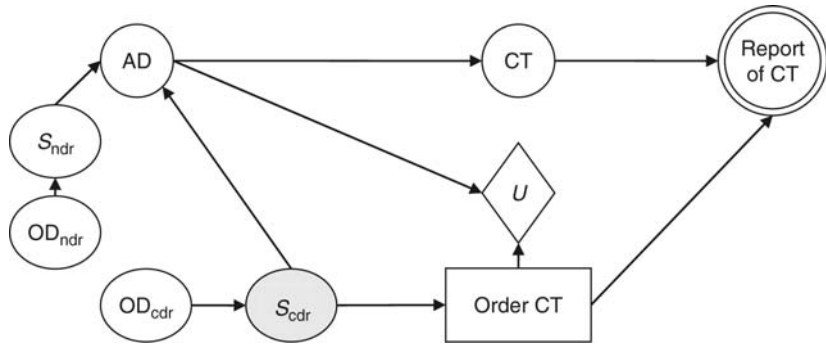 AD
CT
Report
of CT
S_ndr
U
OD_ndr
OD_cdr
S_cdr
Order CT